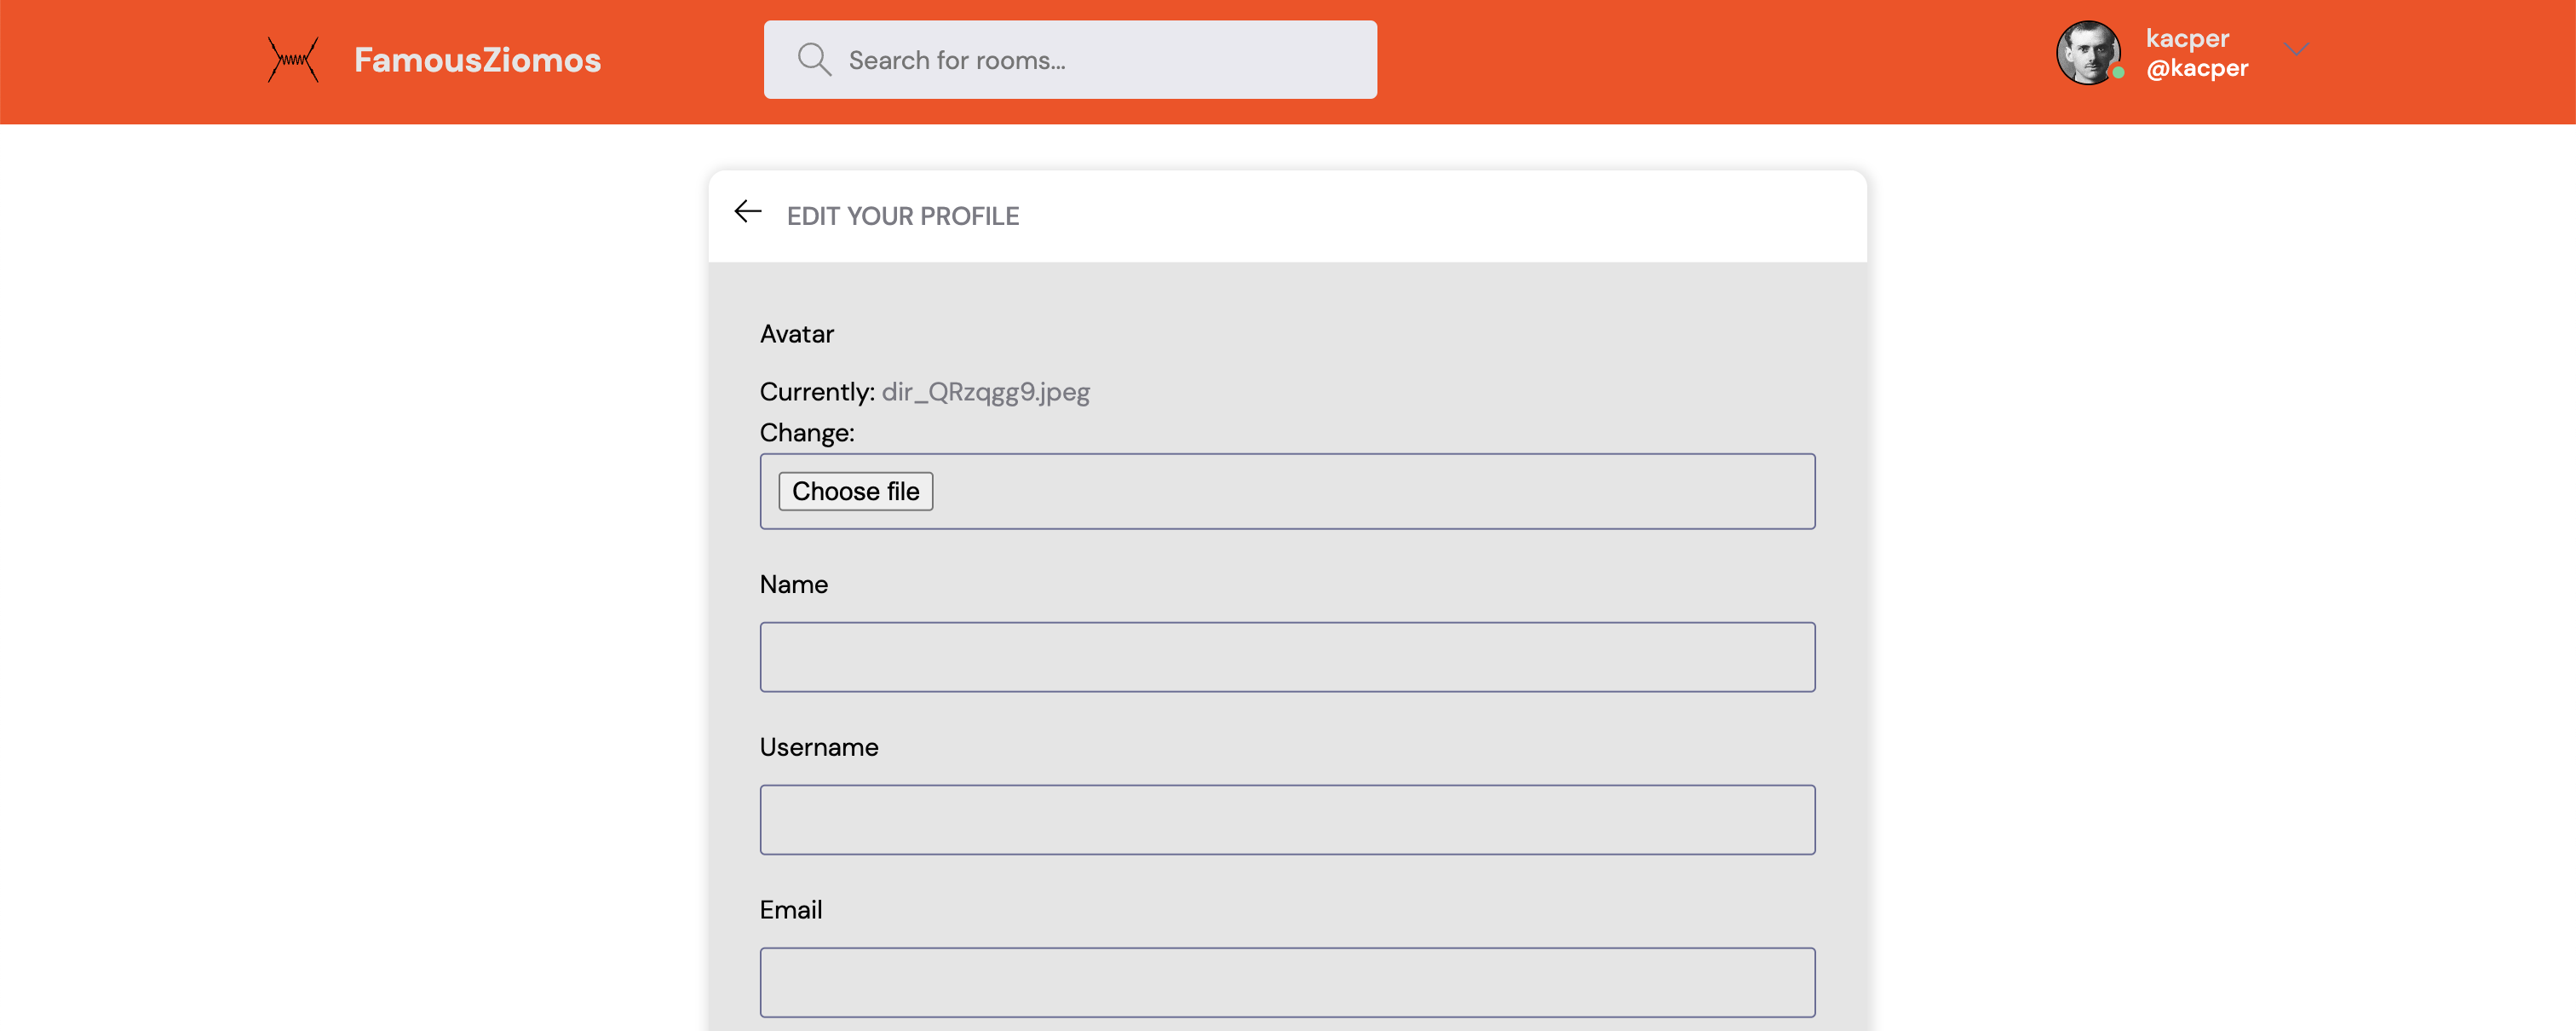 FamousZiomos
Search for rooms...
kacper
@kacper
EDIT YOUR PROFILE
Avatar
Currently: dir_QRzqgg9.jpeg
Change:
Choose file
Name
Username
Email